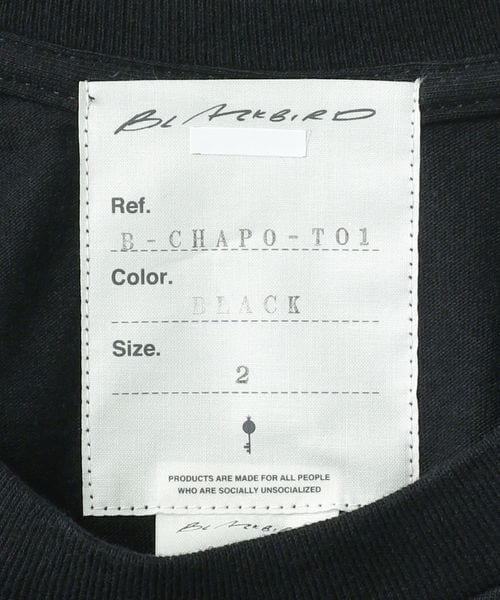 BLACKBIRD
Ref.
B-CHAPO-T01
Color.
BLACK
Size.
2
PRODUCTS ARE MADE FOR ALL PEOPLE
WHO ARE SOCIALLY UNSOCIALIZED
BLACKBIRD